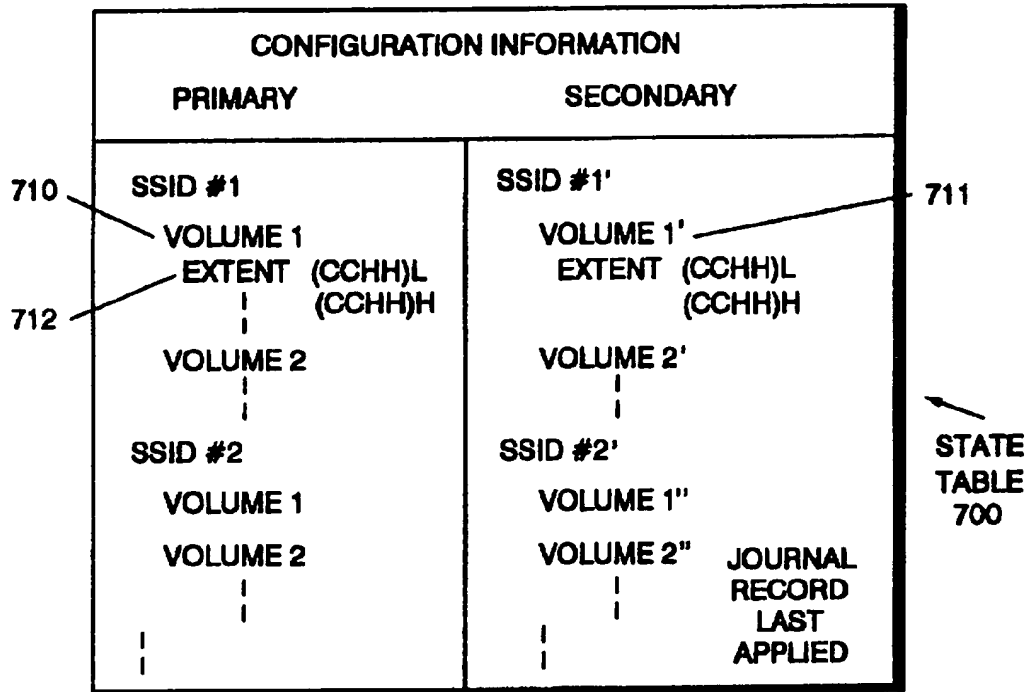 CONFIGURATION INFORMATION
PRIMARY SECONDARY
710
SSID #1
VOLUME 1
EXTENT (CCHH)L
(CCHH)H
712
VOLUME 2
SSID #2
VOLUME 1
VOLUME 2
SSID #1'
711
VOLUME 1'
EXTENT (CCHH)L
(CCHH)H
VOLUME 2'
SSID #2'
VOLUME 1"
VOLUME 2"
JOURNAL
RECORD
LAST
APPLIED
STATE
TABLE
700